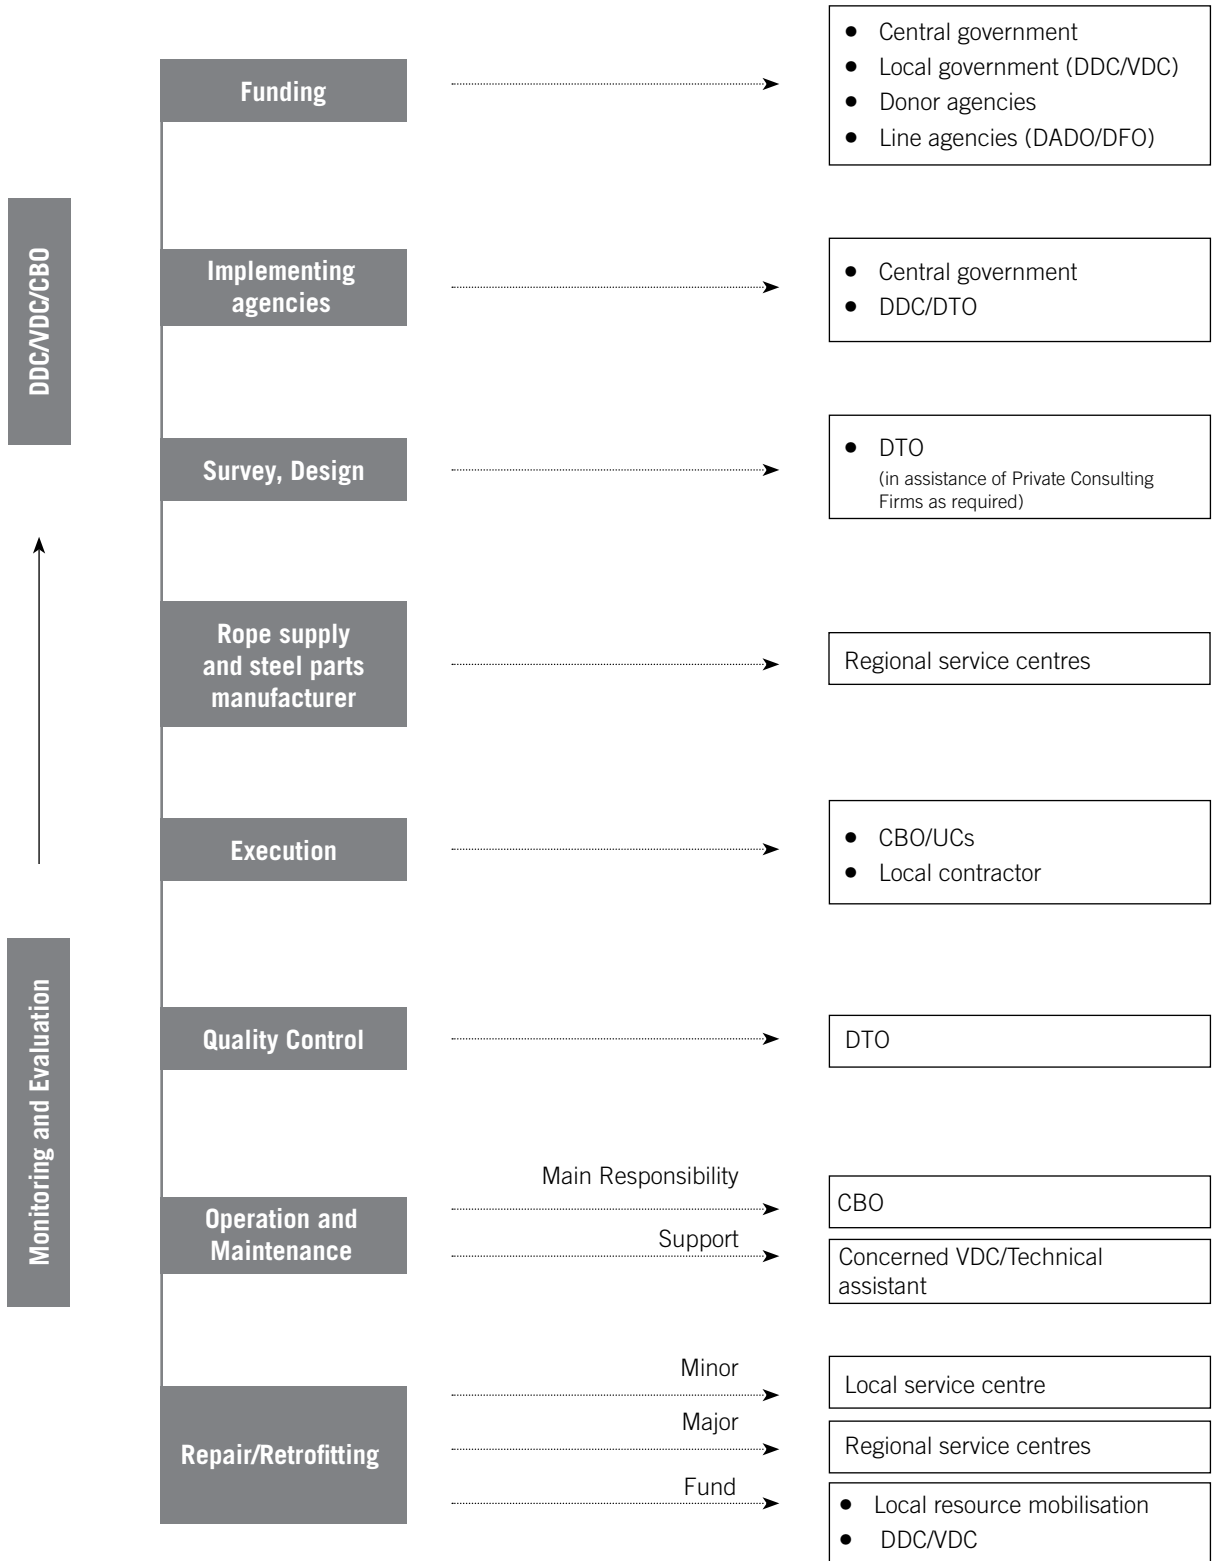 DDC/VDC/CBO
Monitoring and Evaluation
Funding
• Central government
• Local government (DDC/VDC)
• Donor agencies
• Line agencies (DADO/DFO)
Implementing
agencies
• Central government
• DDC/DTO
Survey, Design
• DTO
(in assistance of Private Consulting
Firms as required)
Rope supply
and steel parts
manufacturer
Regional service centres
Execution
• CBO/UCs
• Local contractor
Quality Control
DTO
Operation and
Maintenance
Main Responsibility
CBO
Support
Concerned VDC/Technical
assistant
Repair/Retrofitting
Minor
Local service centre
Major
Regional service centres
Fund
• Local resource mobilisation
• DDC/VDC